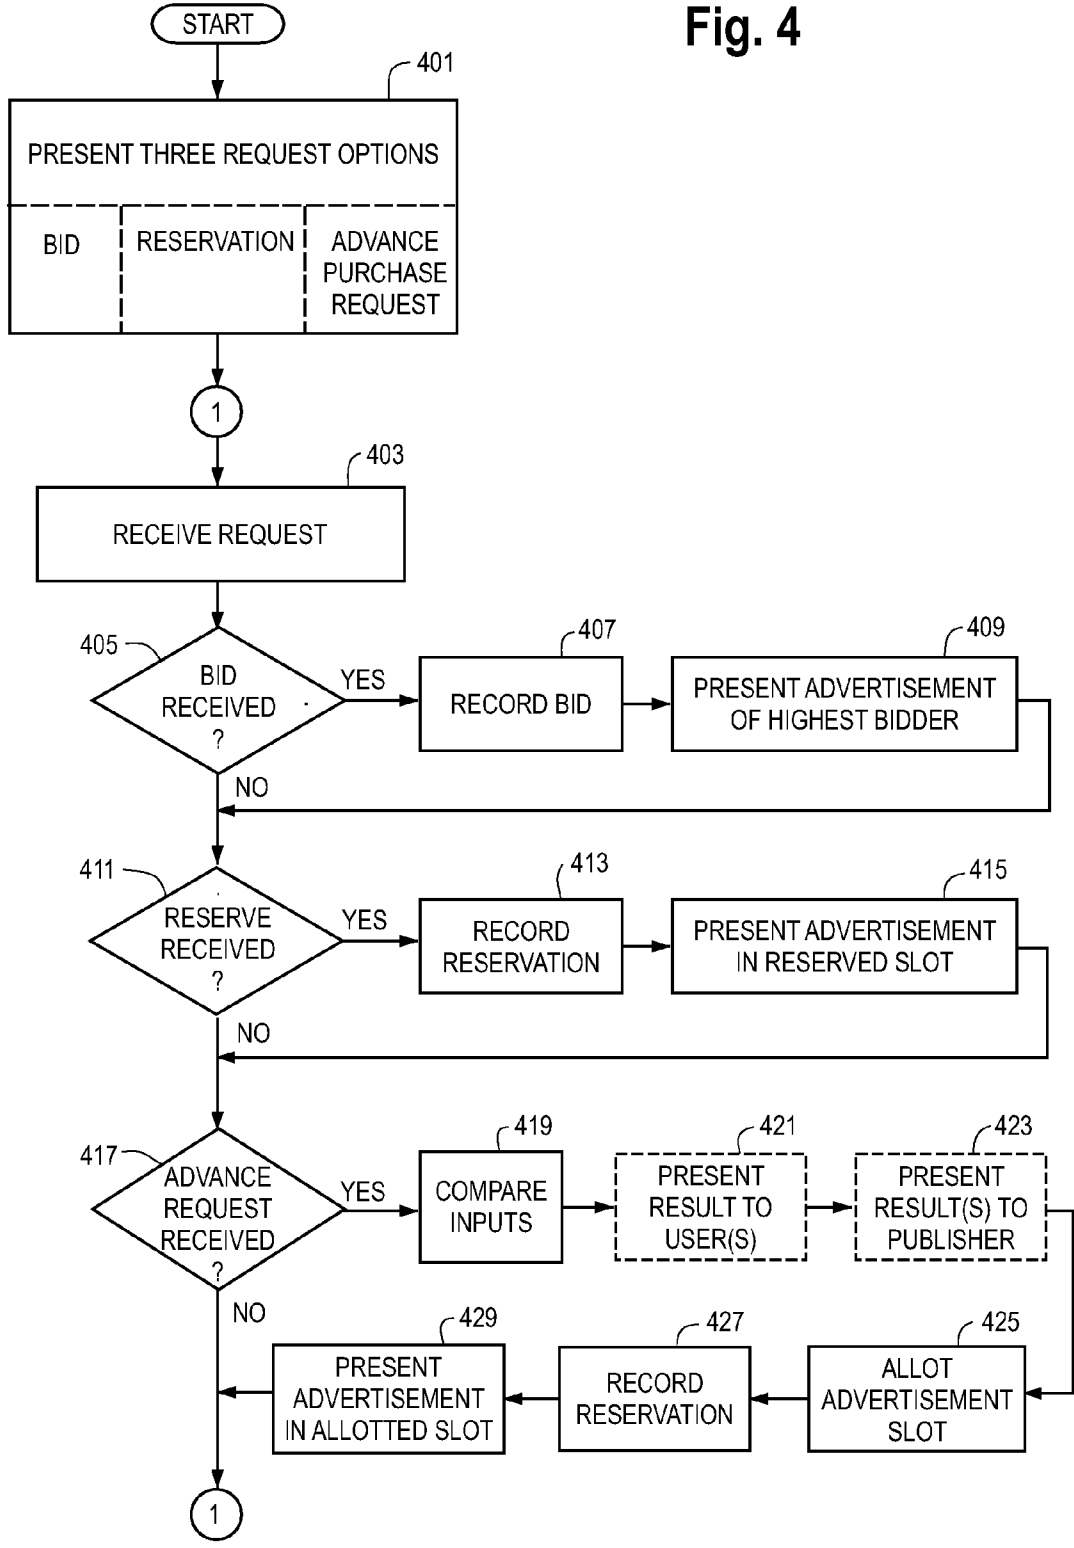 START
Fig. 4
401
PRESENT THREE REQUEST OPTIONS
BID
RESERVATION
ADVANCE
PURCHASE
REQUEST
1
403
RECEIVE REQUEST
405
BID
RECEIVED
?
YES
407
RECORD BID
409
PRESENT ADVERTISEMENT
OF HIGHEST BIDDER
NO
411
RESERVE
RECEIVED
?
YES
413
RECORD
RESERVATION
415
PRESENT ADVERTISEMENT
IN RESERVED SLOT
NO
417
ADVANCE
REQUEST
RECEIVED
?
YES
419
COMPARE
INPUTS
421
PRESENT
RESULT TO
USER(S)
423
PRESENT
RESULT(S) TO
PUBLISHER
NO
429
PRESENT
ADVERTISEMENT
IN ALLOTTED SLOT
427
RECORD
RESERVATION
425
ALLOT
ADVERTISEMENT
SLOT
1